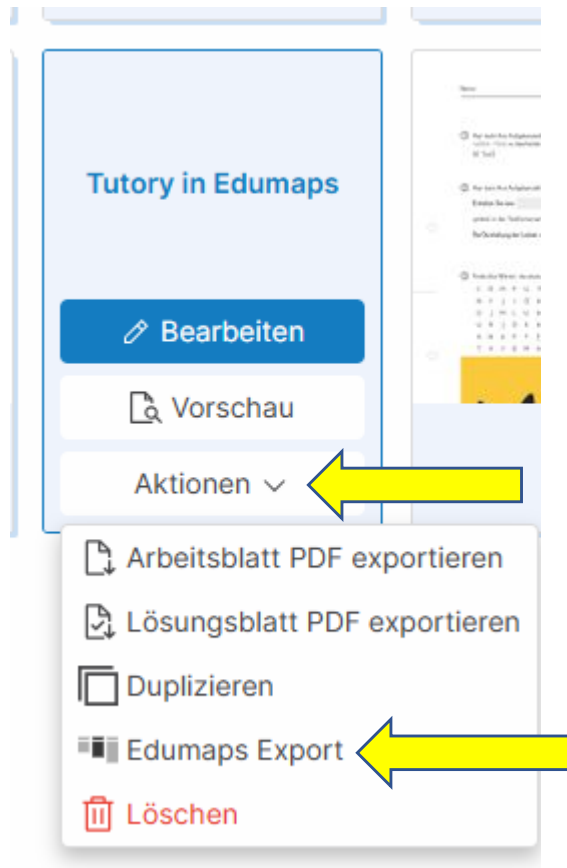 Tutory in Edumaps
Bearbeiten
Vorschau
Aktionen
Arbeitsblatt PDF exportieren
Lösungsblatt PDF exportieren
Duplizieren
Edumaps Export
Löschen